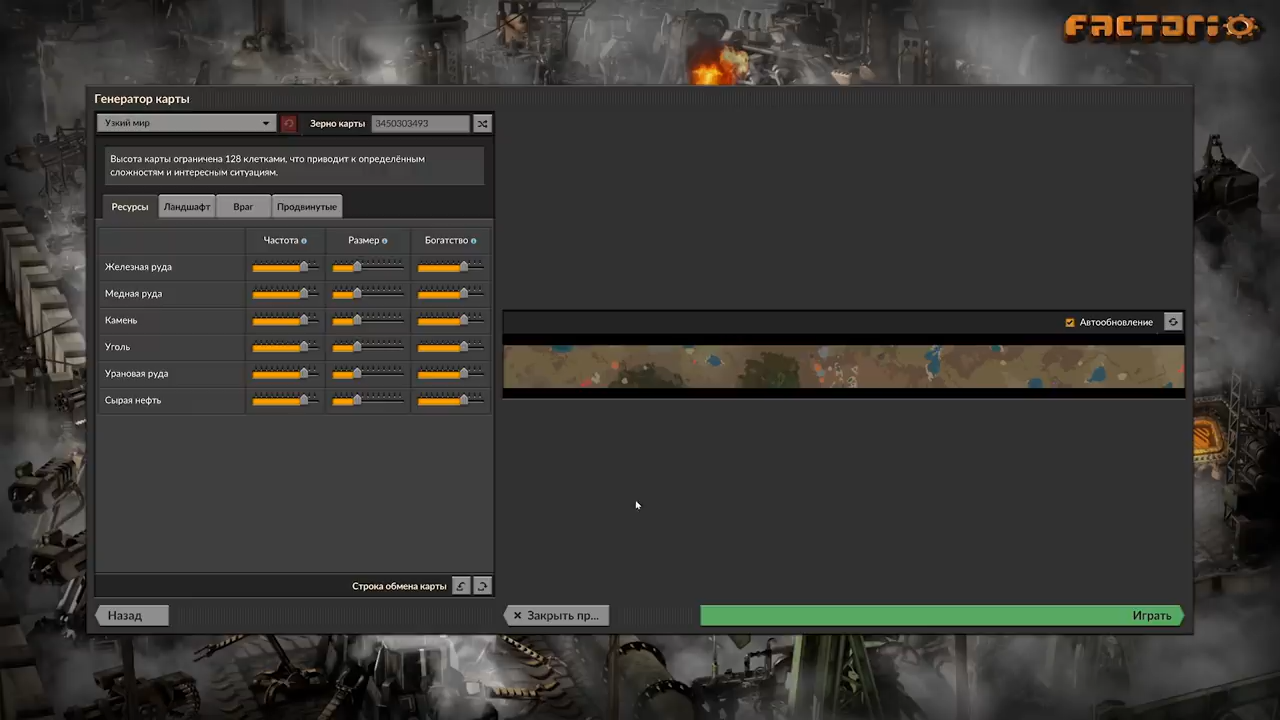 FACTORIO
Генератор карты
Узкий мир
Зерно карты
3450303493
Высота карты ограничена 128 клетками, что приводит к определённым
сложностям и интересным ситуациям.
Ресурсы
Ландшафт
Враг
Продвинутые
Частота
Размер
Богатство
Железная руда
Медная руда
Камень
Уголь
Урановая руда
Сырая нефть
Автообновление
Строка обмена карты
Назад
Закрыть пр...
Играть